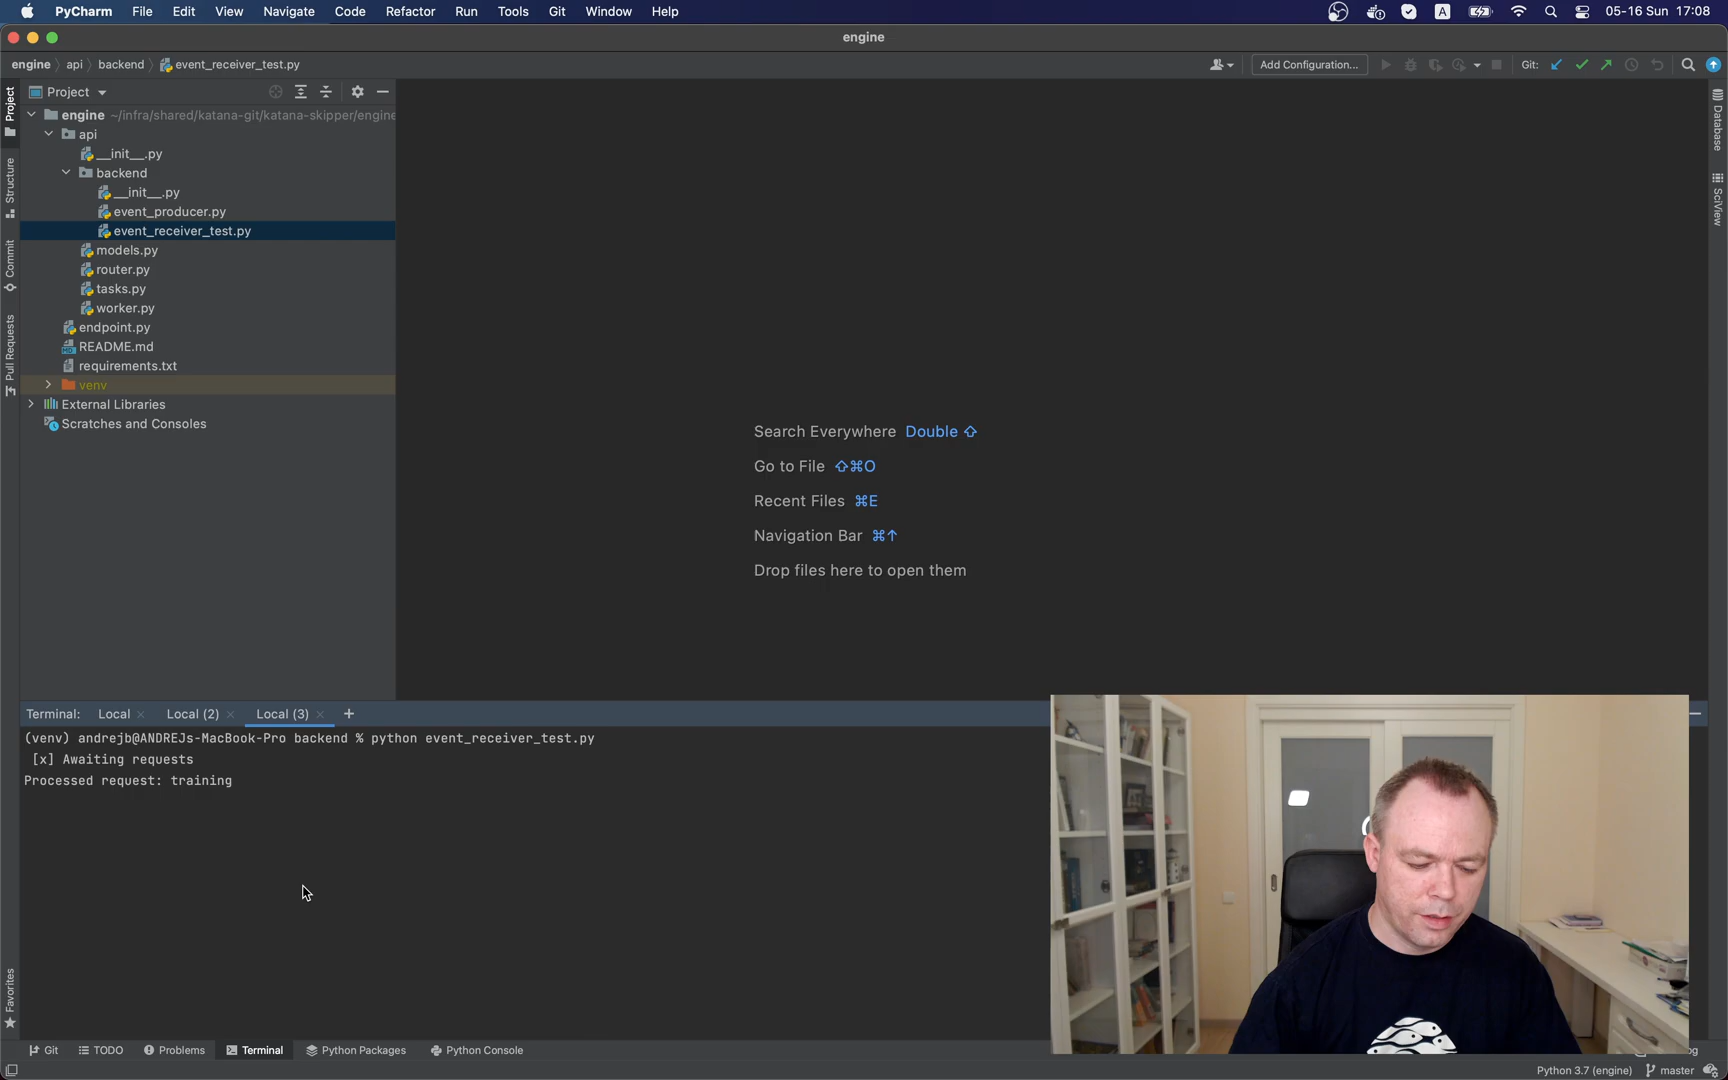 PyCharm File Edit View Navigate Code Refactor Run Tools Git Window Help A 05-16 Sun 17:08
engine
engine api backend event_receiver_test.py Add Configuration... Git:
Project
engine ~/infra/shared/katana-git/katana-skipper/engine
api
__init__.py
backend
__init__.py
event_producer.py
event_receiver_test.py
models.py
router.py
tasks.py
worker.py
endpoint.py
README.md
requirements.txt
venv
External Libraries
Scratches and Consoles
Project
Structure
Commit
Pull Requests
Favorites
Database
SciView
Search Everywhere Double ⇧
Go to File ⇧⌘O
Recent Files ⌘E
Navigation Bar ⌘↑
Drop files here to open them
Terminal: Local × Local (2) × Local (3) × +
(venv) andrejb@ANDREJs-MacBook-Pro backend % python event_receiver_test.py
[x] Awaiting requests
Processed request: training
Git TODO Problems Terminal Python Packages Python Console
Python 3.7 (engine) master